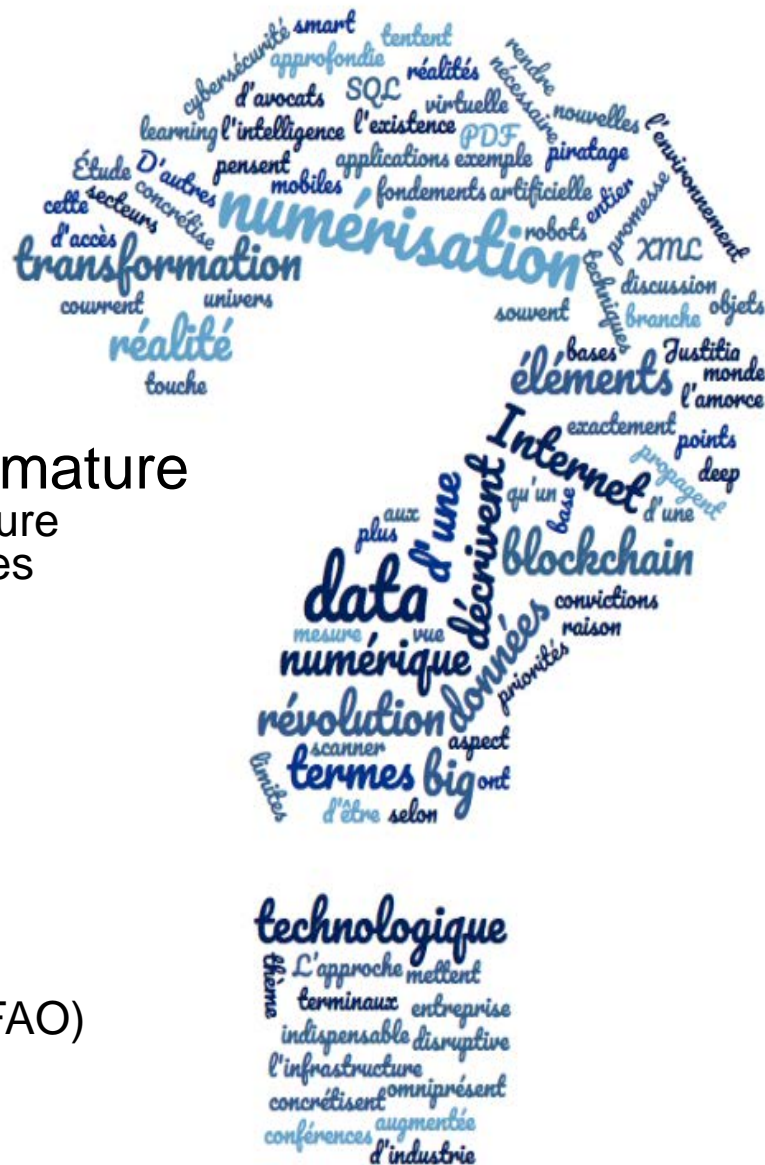 smart
tentent
cybersécurité
approfondie
réalités
rendre
nécessaire
d'avocats
SQL
virtuelle
nouvelles
l'environnement
learning
l'intelligence
l'existence
PDF
Étude
D'autres
pensent
applications
exemple
piratage
cette
secteurs
concrétise
mobiles
fondements
artificielle
entier
promesse
d'accès
numérisation
robots
XML
transformation
techniques
discussion
couvrent
univers
souvent
branche
objets
réalité
bases
Justitia
touche
éléments
monde
l'amorce
Internet
exactement
points
mature
propagent
deep
ure
aux
plus
d'une
décrivent
qu'un
base
d'une
es
blockchain
data
convictions
mesure
vue
données
raison
numérique
priorités
révolution
scanner
aspect
limites
termes
big
ont
d'être
selon
technologique
thème
L'approche
mettent
terminaux
entreprise
FAO)
indispensable
disruptive
l'infrastructure
concrétisent
omniprésent
conférences
augmentée
d'industrie